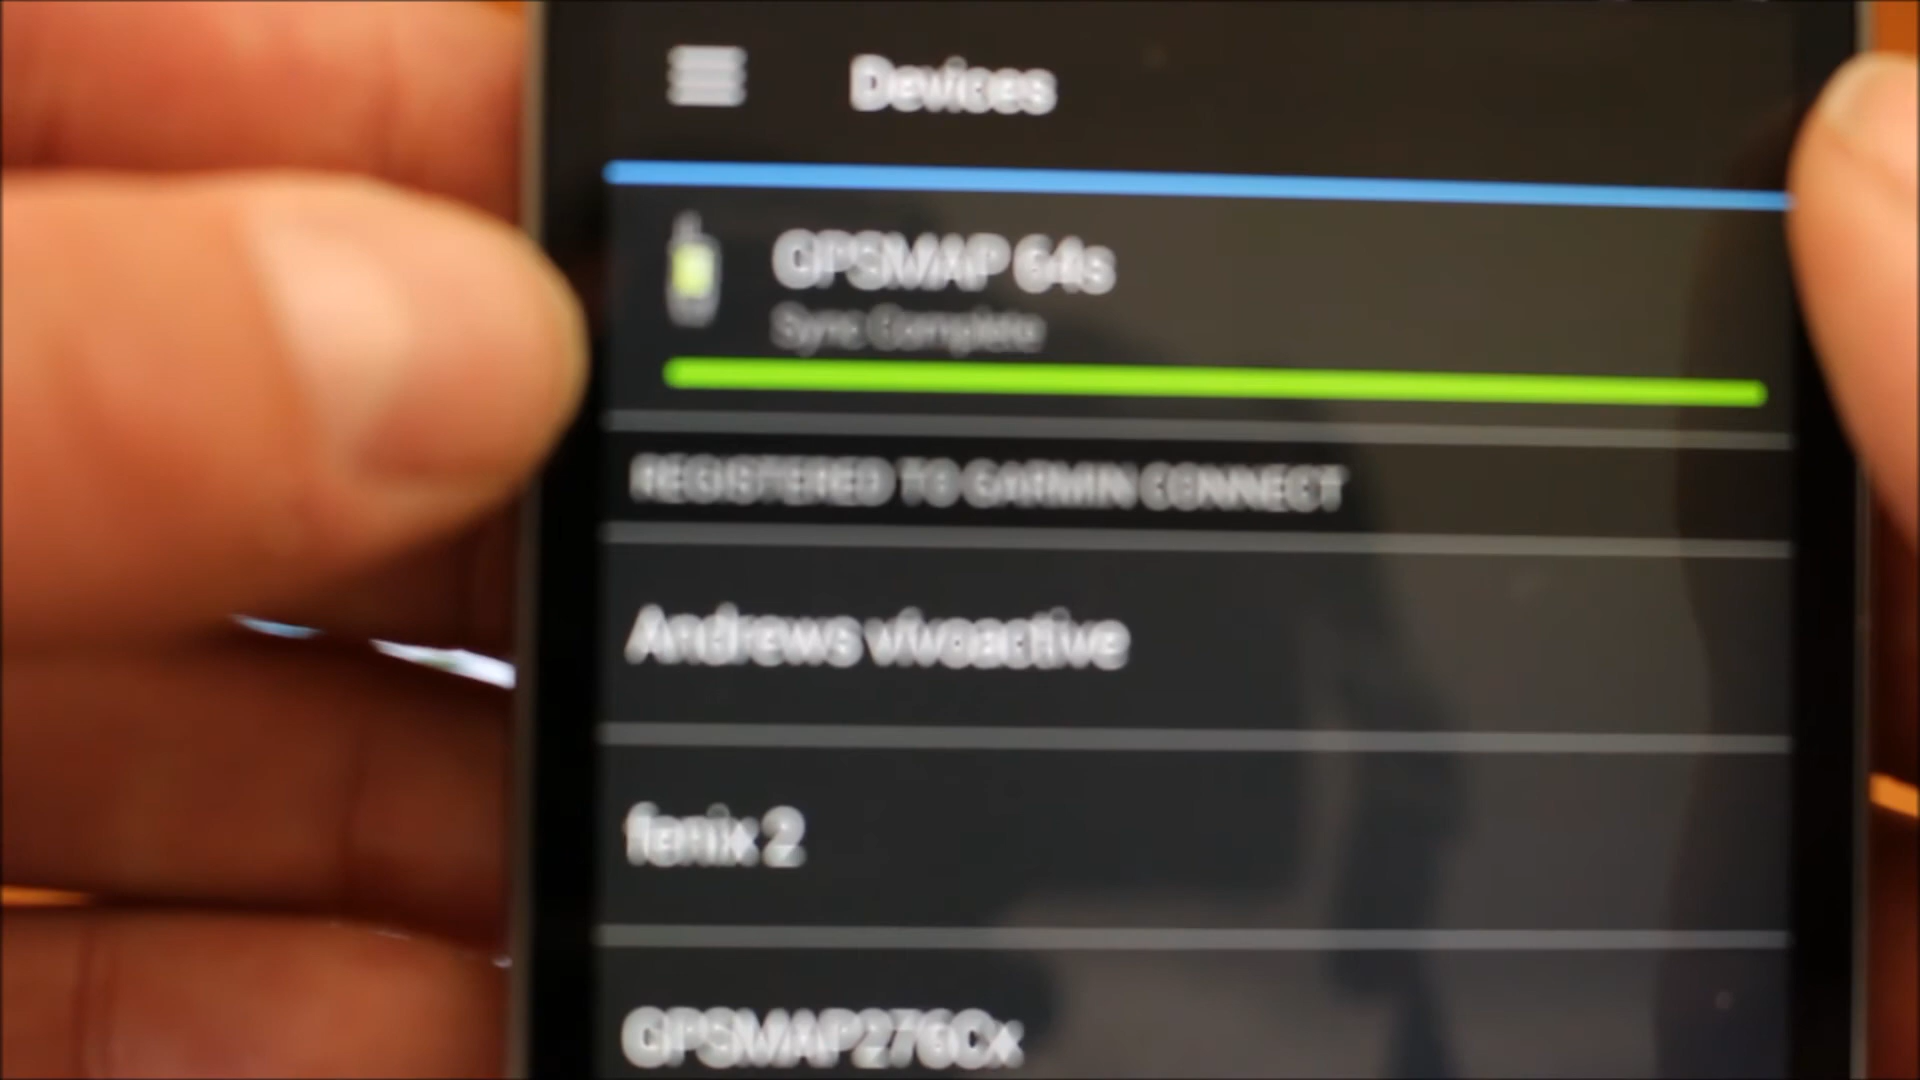 Devices
GPSMAP 64s
Sync Complete
REGISTERED TO GARMIN CONNECT
Andrews vivoactive
fenix 2
GPSMAP276Cx